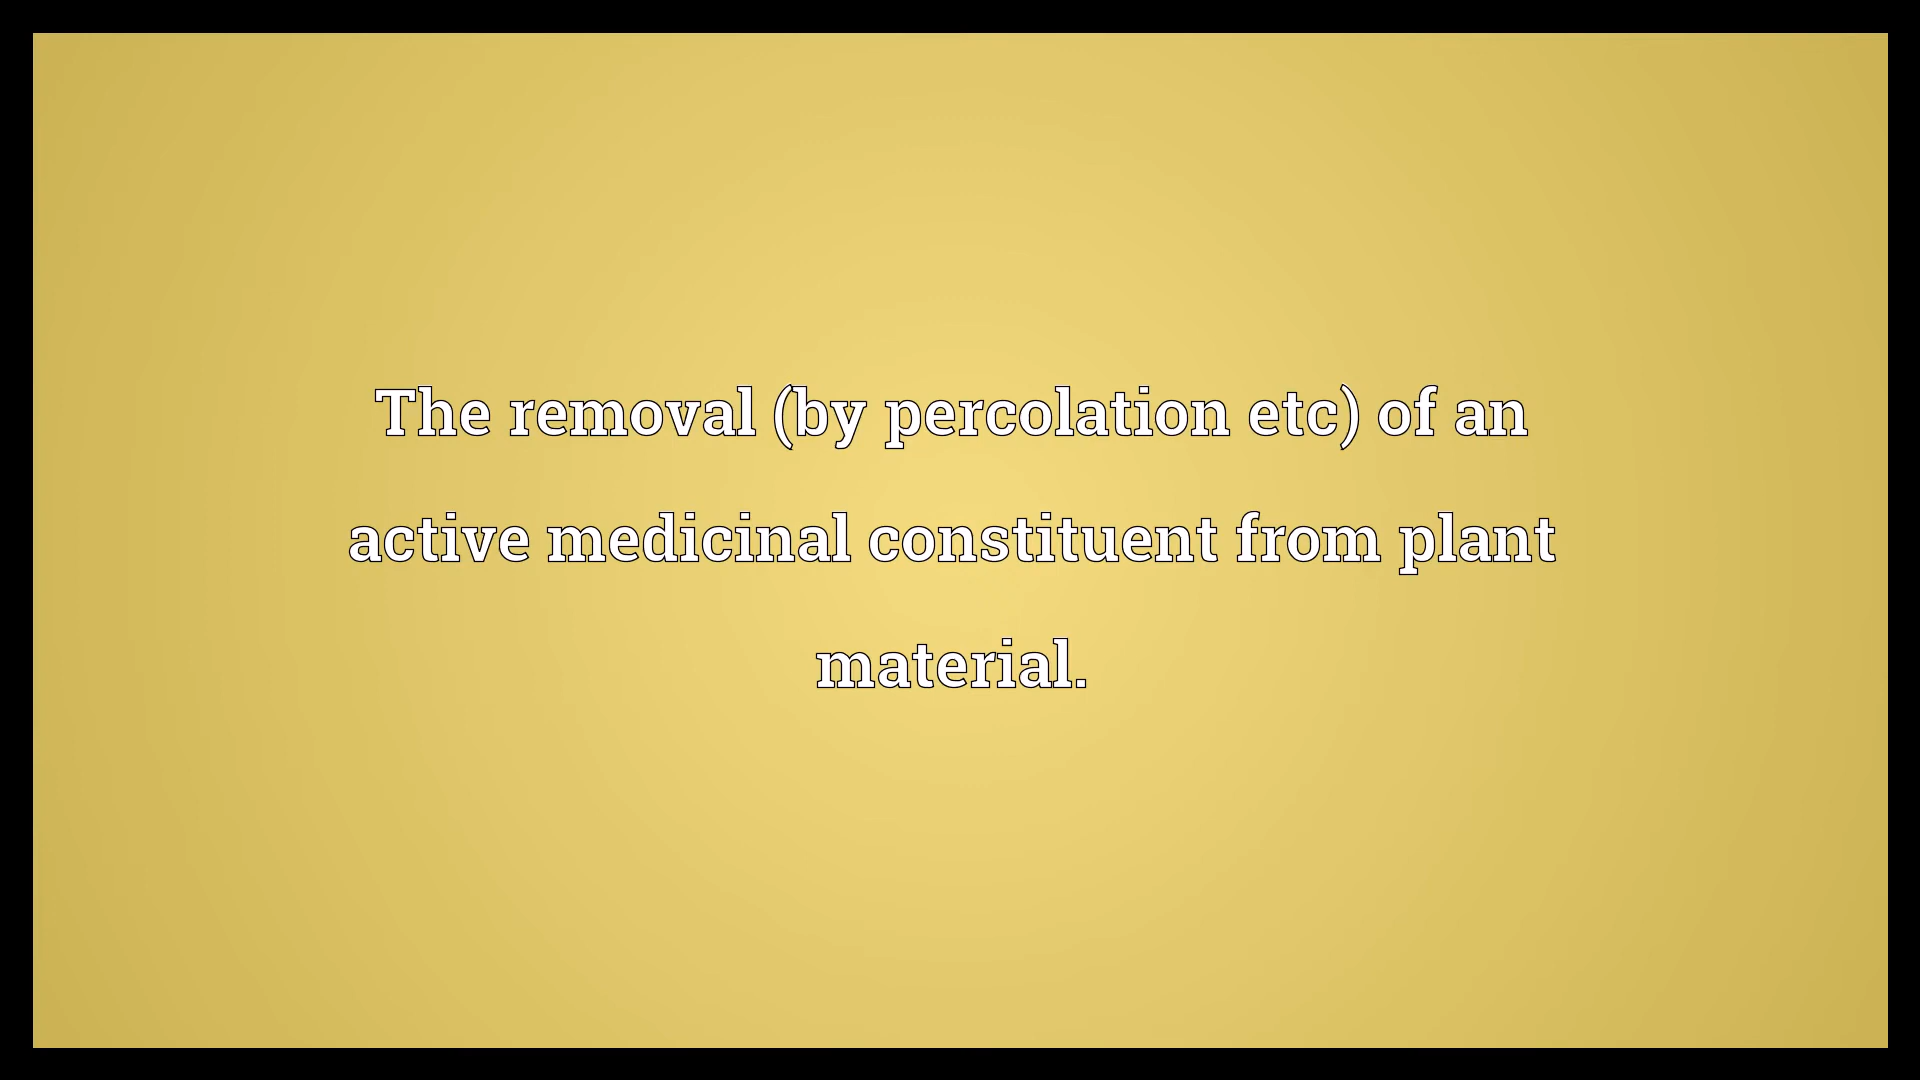 The removal (by percolation etc) of an
active medicinal constituent from plant
material.